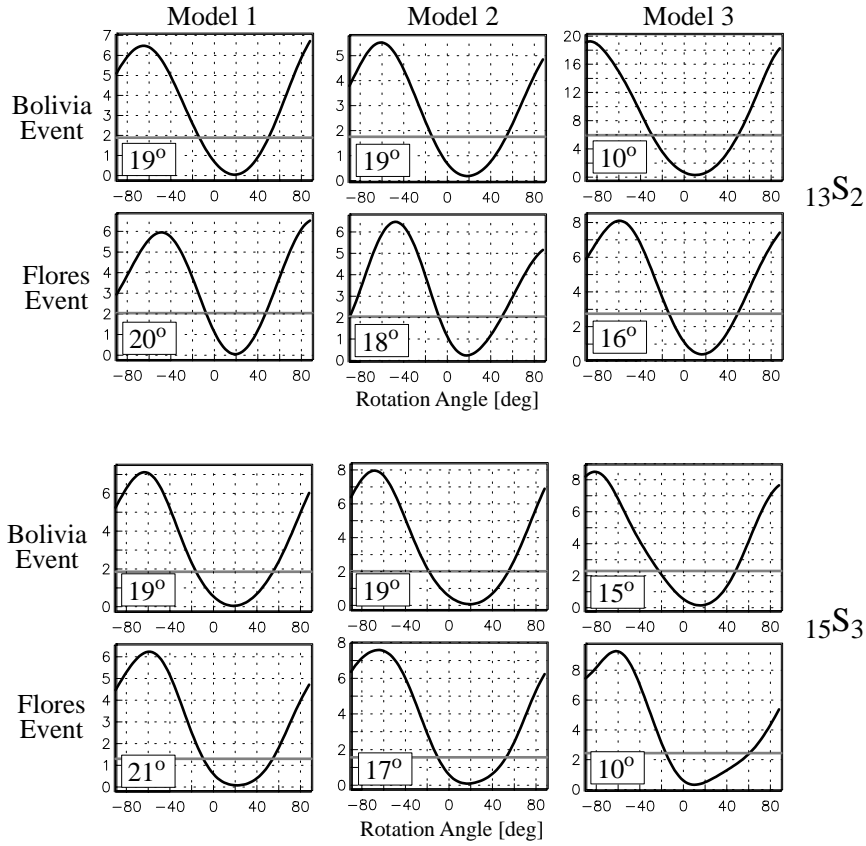 Model 1 Model 2 Model 3
Bolivia Event
7 6 5 4 3 2 1 0
19°
-80 -40 0 40 80
5 4 3 2 1 0
19°
-80 -40 0 40 80
20 16 12 8 4 0
10°
-80 -40 0 40 80
13S2
Flores Event
6 5 4 3 2 1 0
20°
-80 -40 0 40 80
6 5 4 3 2 1 0
18°
-80 -40 0 40 80
8 6 4 2 0
16°
-80 -40 0 40 80
Rotation Angle [deg]
Bolivia Event
6 4 2 0
19°
-80 -40 0 40 80
8 6 4 2 0
19°
-80 -40 0 40 80
8 6 4 2 0
15°
-80 -40 0 40 80
15S3
Flores Event
6 5 4 3 2 1 0
21°
-80 -40 0 40 80
8 6 4 2 0
17°
-80 -40 0 40 80
8 6 4 2 0
10°
-80 -40 0 40 80
Rotation Angle [deg]